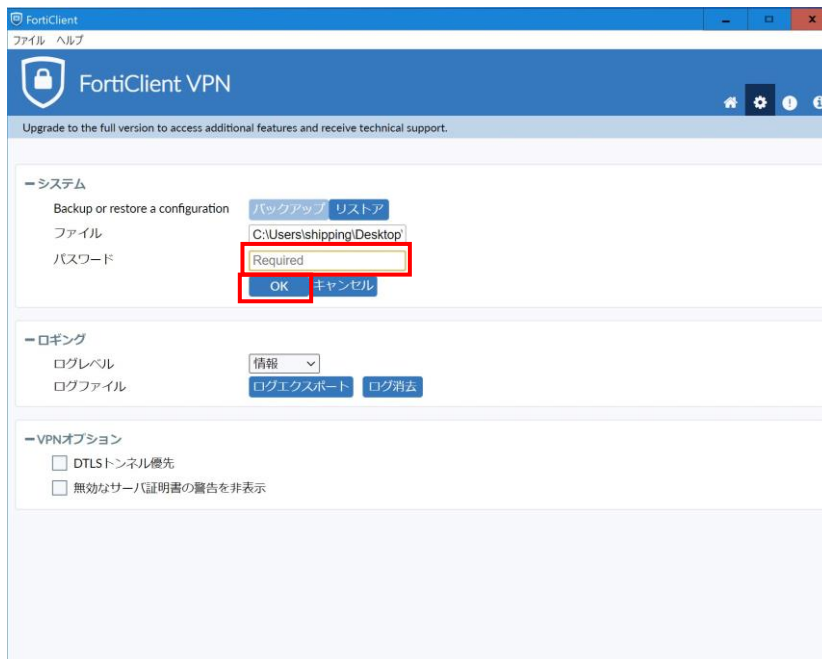 FortiClient
ファイル ヘルプ
FortiClient VPN
Upgrade to the full version to access additional features and receive technical support.
システム
Backup or restore a configuration バックアップ リストア
ファイル C:\Users\shipping\Desktop\
パスワード Required
OK キャンセル
ロギング
ログレベル 情報
ログファイル ログエクスポート ログ消去
VPNオプション
DTLSトンネル優先
無効なサーバ証明書の警告を非表示